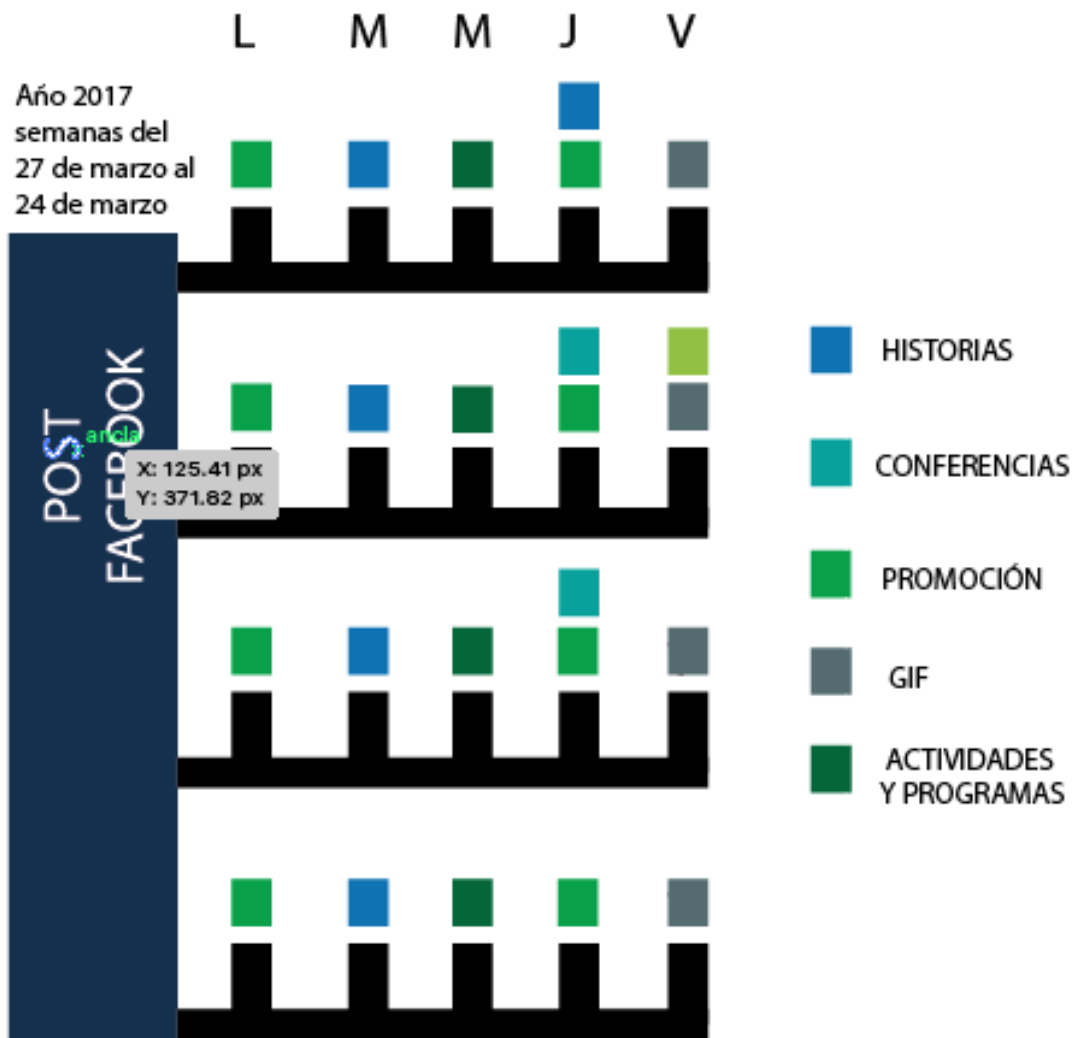 L M M J V
Año 2017
semanas del
27 de marzo al
24 de marzo
POST
FACEBOOK
ancla
X: 125.41 px
Y: 371.82 px
HISTORIAS
CONFERENCIAS
PROMOCIÓN
GIF
ACTIVIDADES
Y PROGRAMAS